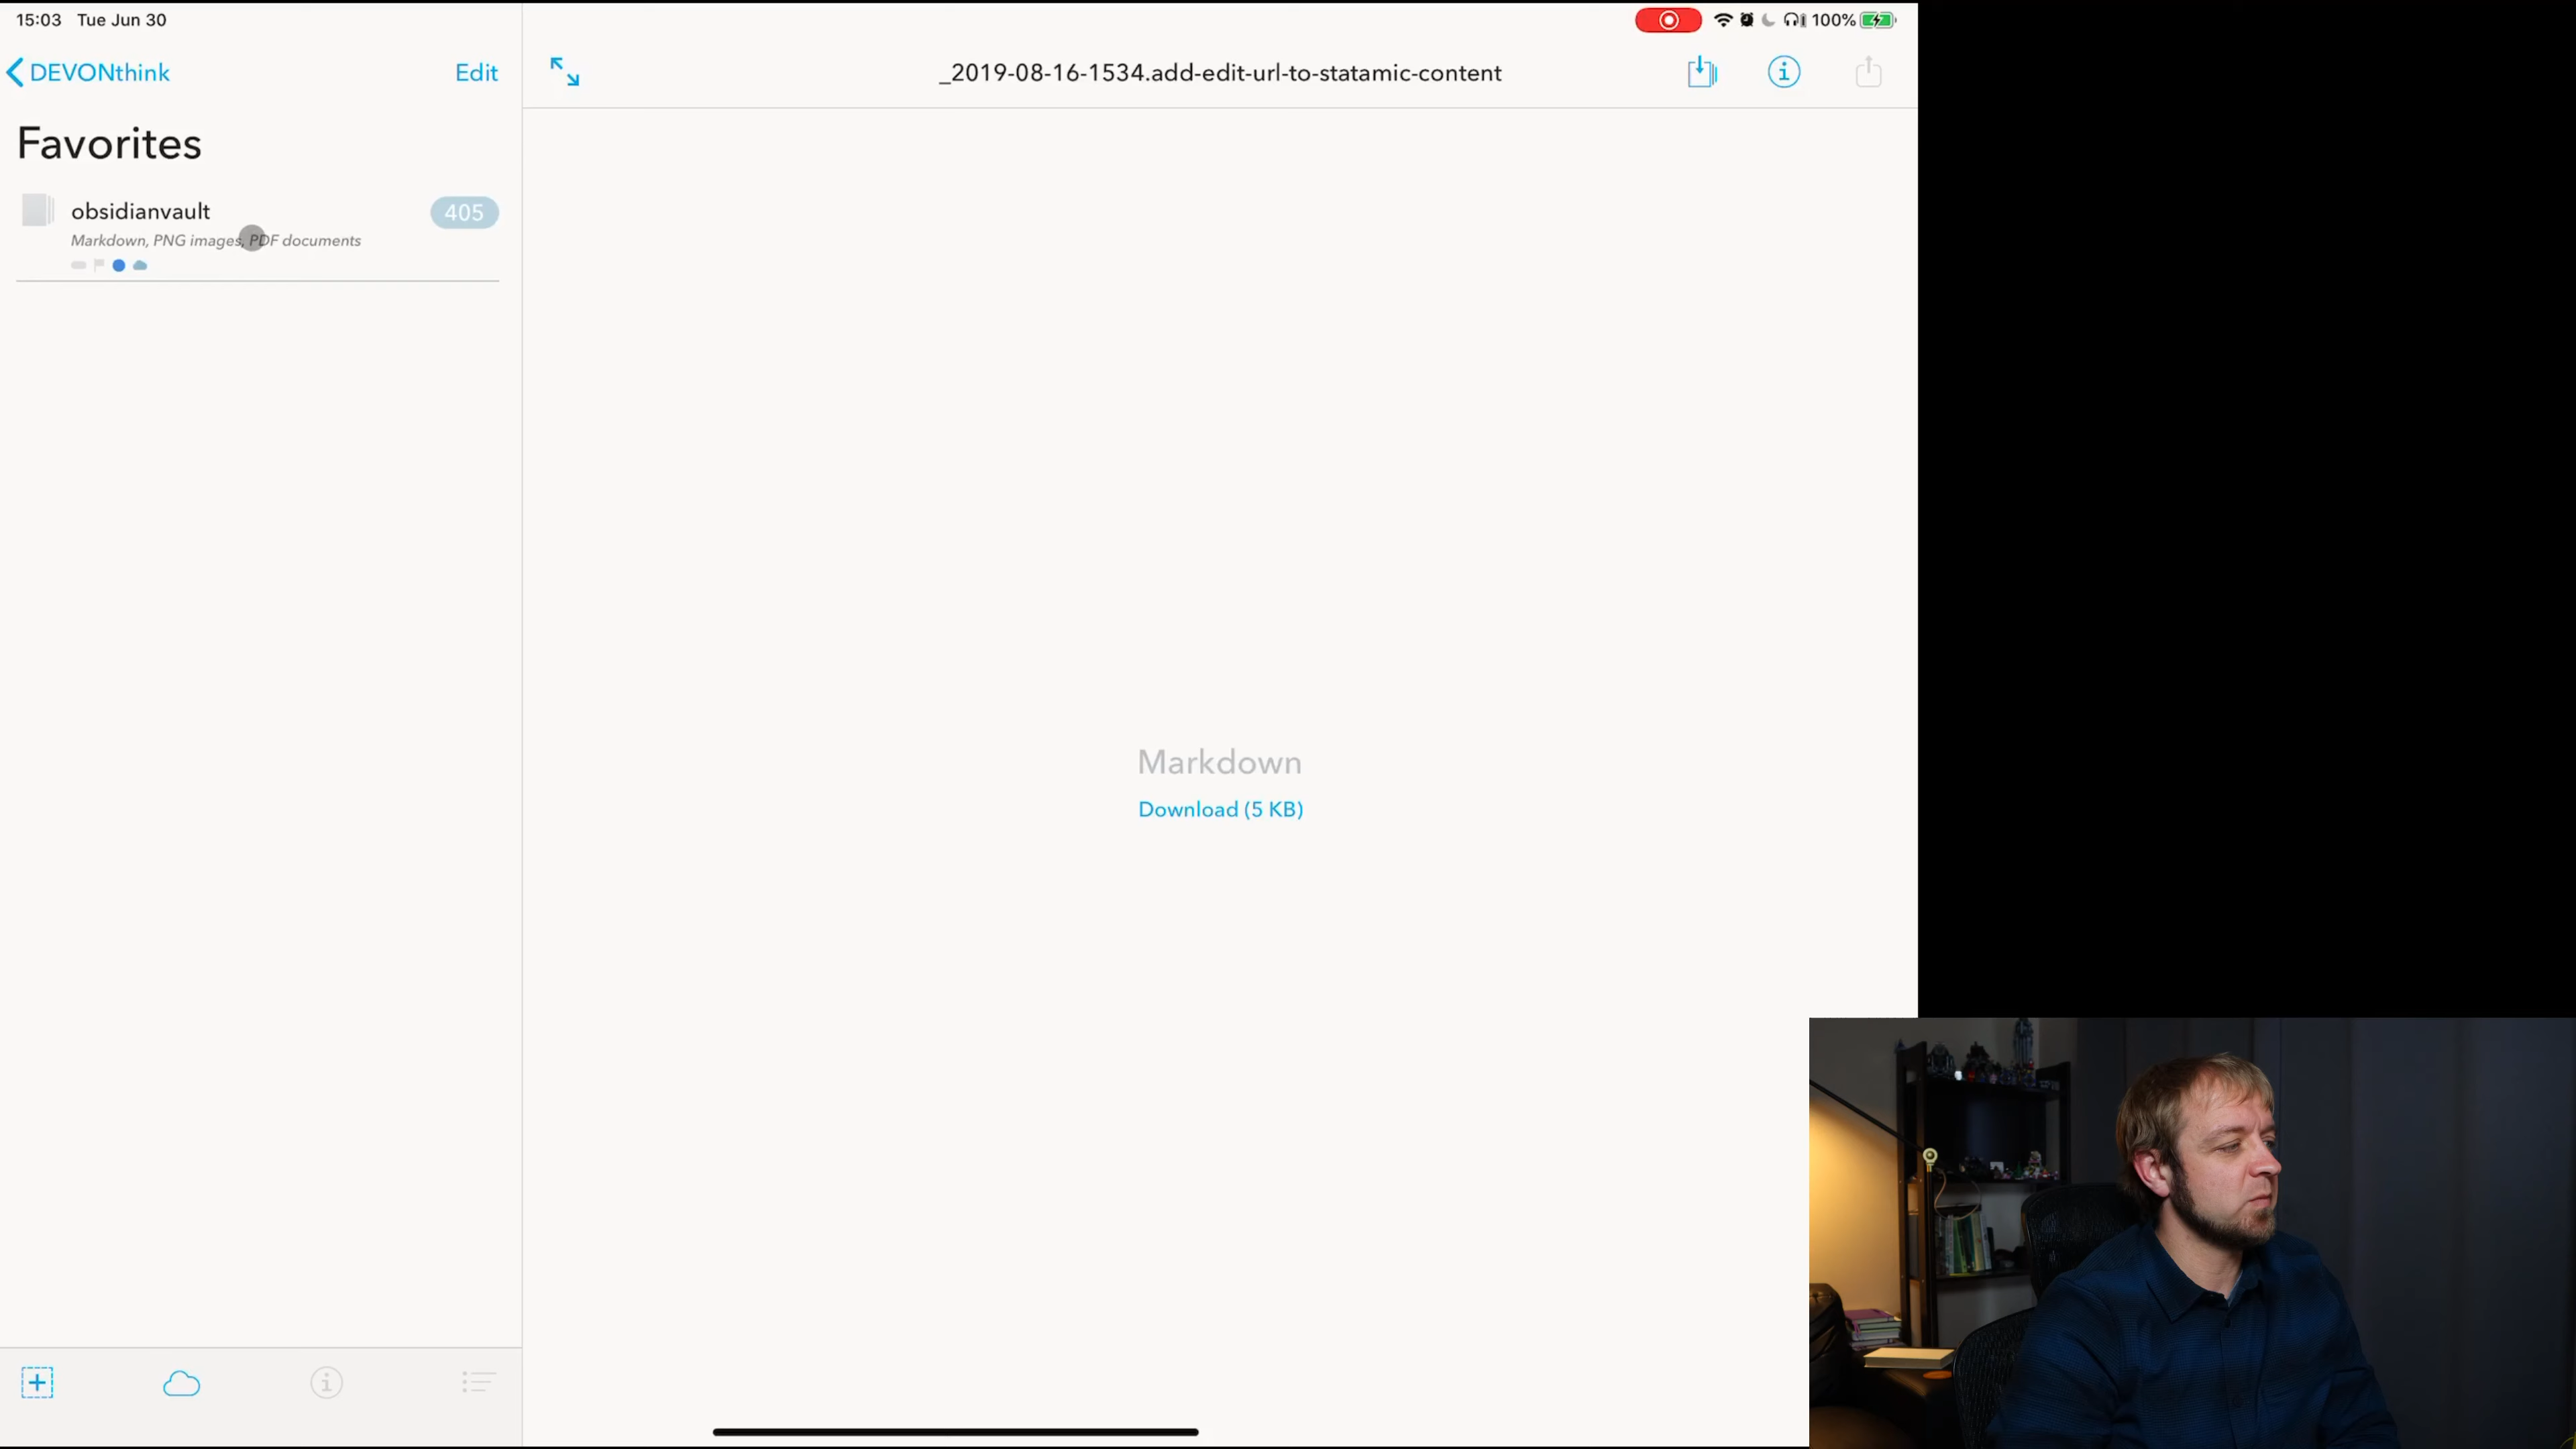 15:03 Tue Jun 30
100%
DEVONthink
Edit
_2019-08-16-1534.add-edit-url-to-statamic-content
Favorites
obsidianvault
405
Markdown, PNG images, PDF documents
Markdown
Download (5 KB)